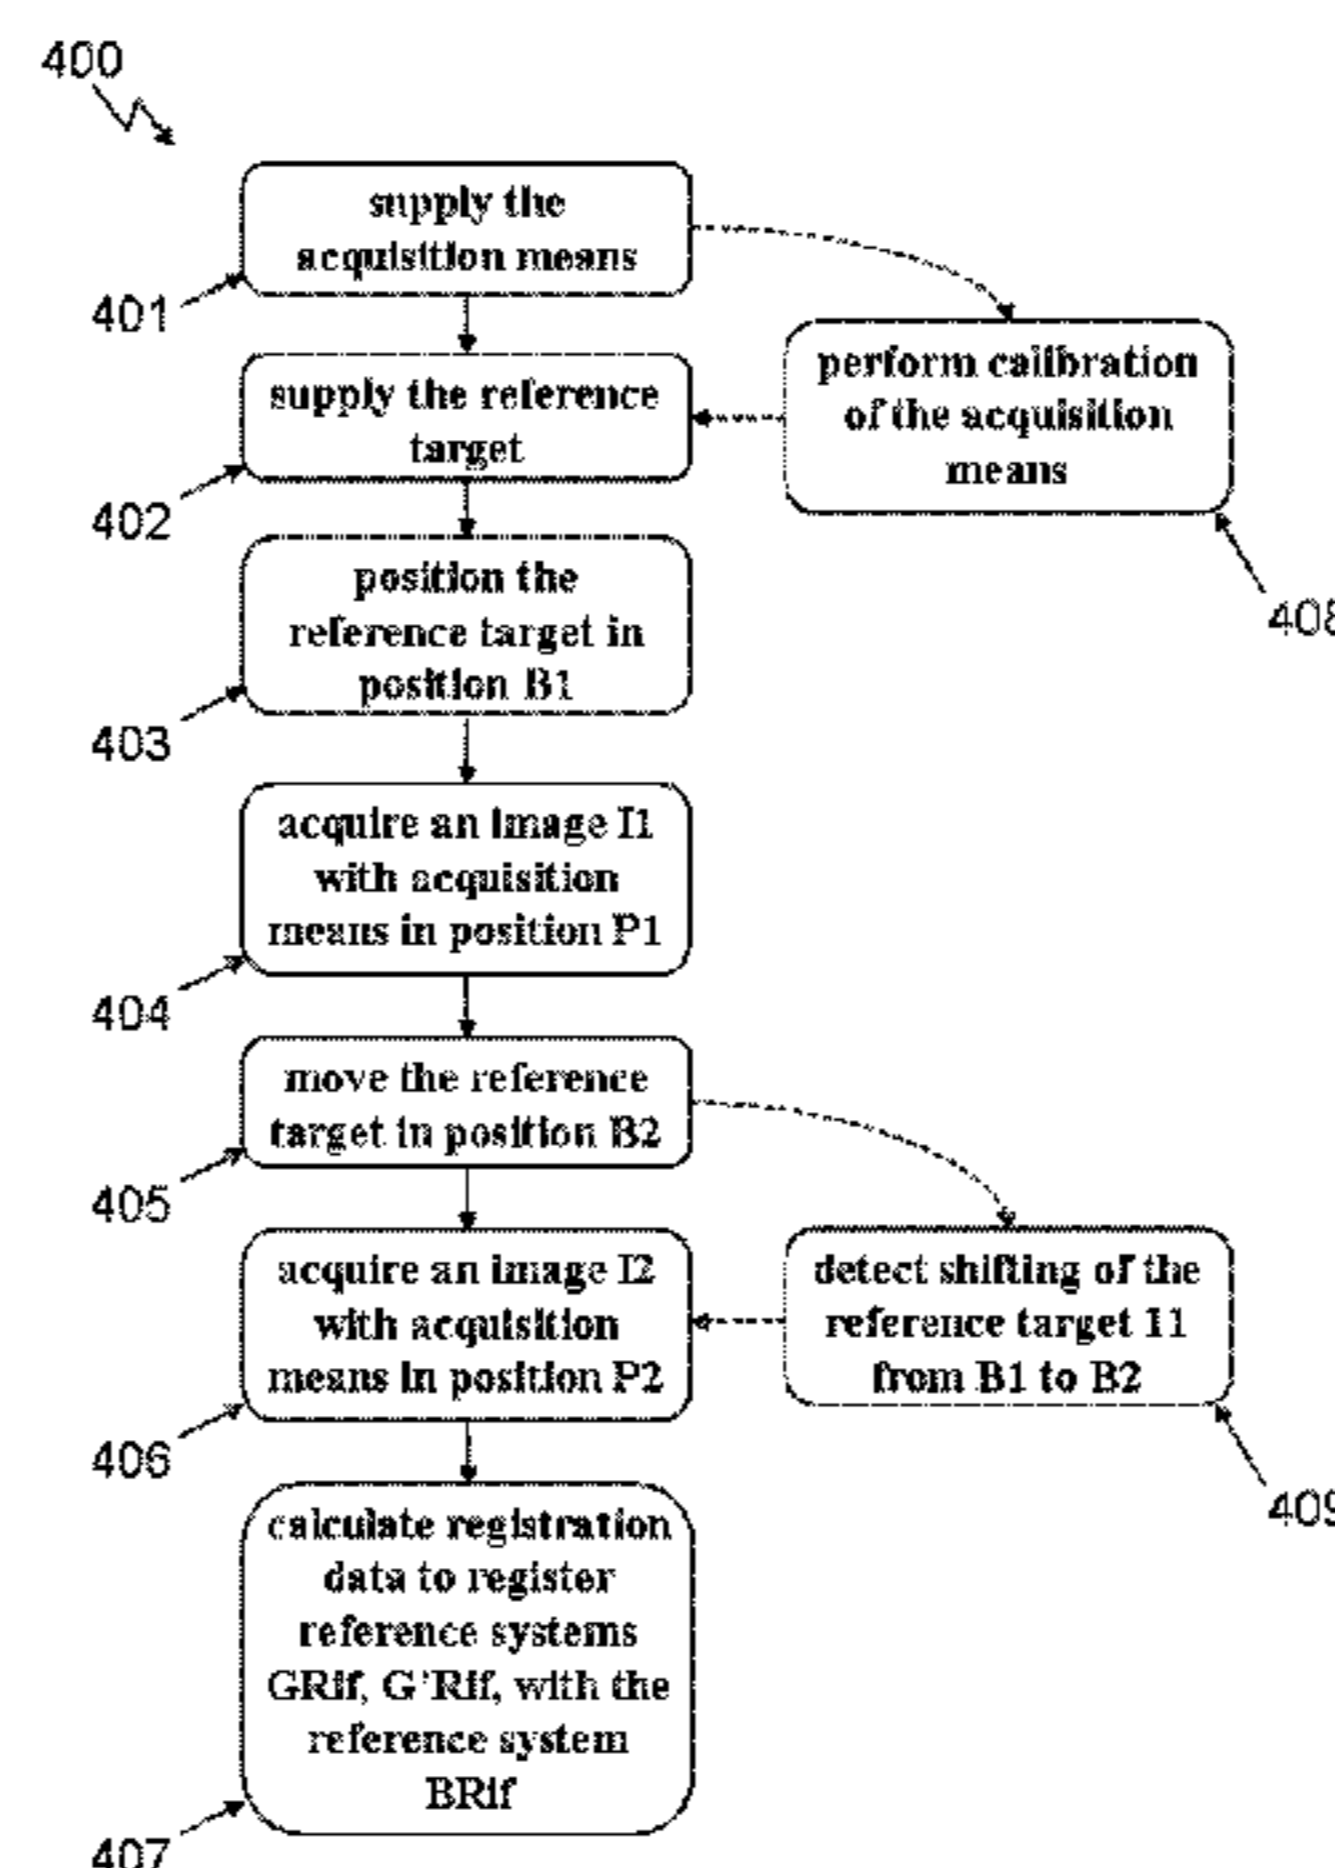 400
supply the
acquisition means
401
supply the reference
target
402
perform calibration
of the acquisition
means
408
position the
reference target in
position B1
403
acquire an image I1
with acquisition
means in position P1
404
move the reference
target in position B2
405
acquire an image I2
with acquisition
means in position P2
406
detect shifting of the
reference target 11
from B1 to B2
409
calculate registration
data to register
reference systems
GRif, G'Rif, with the
reference system
BRif
407